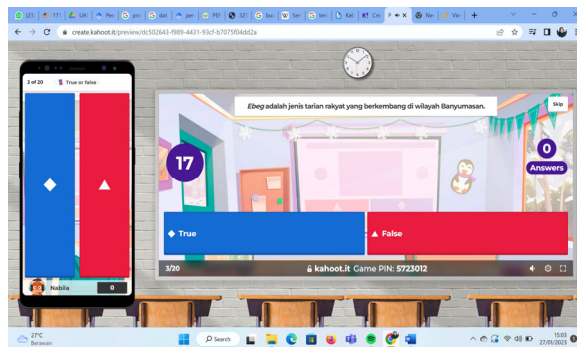 create.kahoot.it/preview/dc502643-f989-4431-93cf-b7075f04dd2a
3 of 20
True or false
Ebeg adalah jenis tarian rakyat yang berkembang di wilayah Banyumasan.
Skip
17
0
Answers
True
False
3/20
kahoot.it Game PIN: 5723012
Nabila
0
27°C
Berawan
Search
15:03
27/01/2023